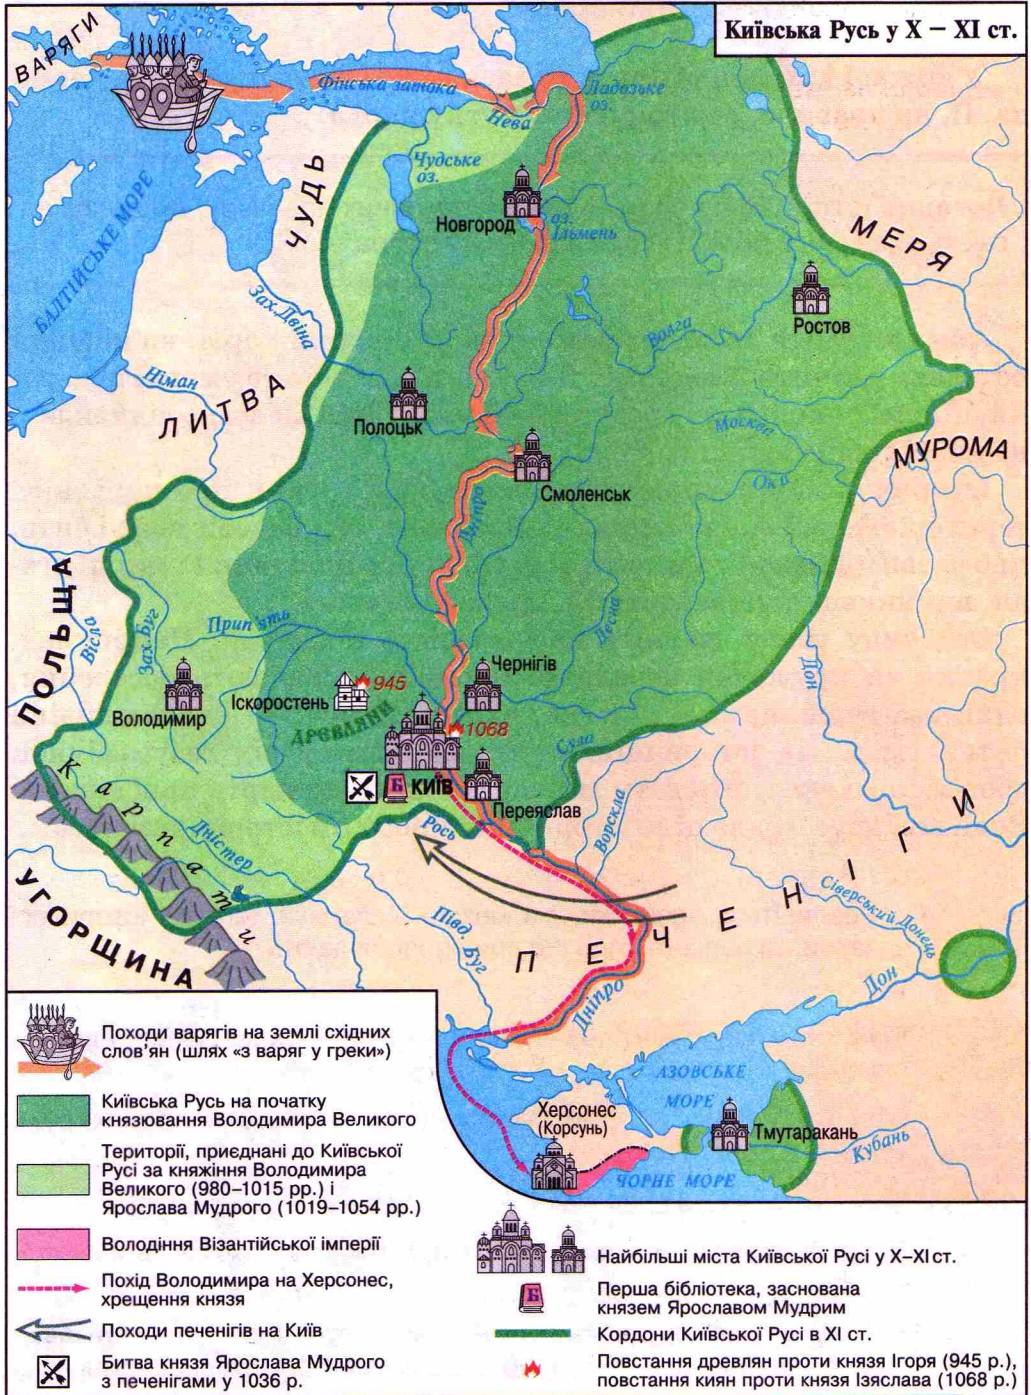 Київська Русь у X – XI ст.
ВАРЯГИ
Фінська затока
Ладозьке
оз.
Нева
Чудське
оз.
ЧУДЬ
БАЛТІЙСЬКЕ МОРЕ
Новгород
оз.
Ільмень
МЕРЯ
Ростов
Зах.Двіна
Волга
Німан
ЛИТВА
Полоцьк
Москва
МУРОМА
Смоленськ
Ока
Дніпро
ПОЛЬЩА
Вісла
Зах.Буг
Прип'ять
Десна
Дон
Чернігів
Іскоростень
945
Володимир
ДРЕВЛЯНИ
1068
Сула
Карпати
Б
КИЇВ
Переяслав
Рось
Ворскла
Дністер
УГОРЩИНА
Півд. Буг
ПЕЧЕНІГИ
Сіверський Донець
Дон
Дніпро
АЗОВСЬКЕ
МОРЕ
Херсонес
(Корсунь)
Тмутаракань
Кубань
ЧОРНЕ МОРЕ
Походи варягів на землі східних
слов'ян (шлях «з варяг у греки»)
Київська Русь на початку
князювання Володимира Великого
Території, приєднані до Київської
Русі за княжіння Володимира
Великого (980–1015 рр.) і
Ярослава Мудрого (1019–1054 рр.)
Володіння Візантійської імперії
Похід Володимира на Херсонес,
хрещення князя
Походи печенігів на Київ
Битва князя Ярослава Мудрого
з печенігами у 1036 р.
Найбільші міста Київської Русі у X–XI ст.
Б
Перша бібліотека, заснована
князем Ярославом Мудрим
Кордони Київської Русі в XI ст.
Повстання древлян проти князя Ігоря (945 р.),
повстання киян проти князя Ізяслава (1068 р.)